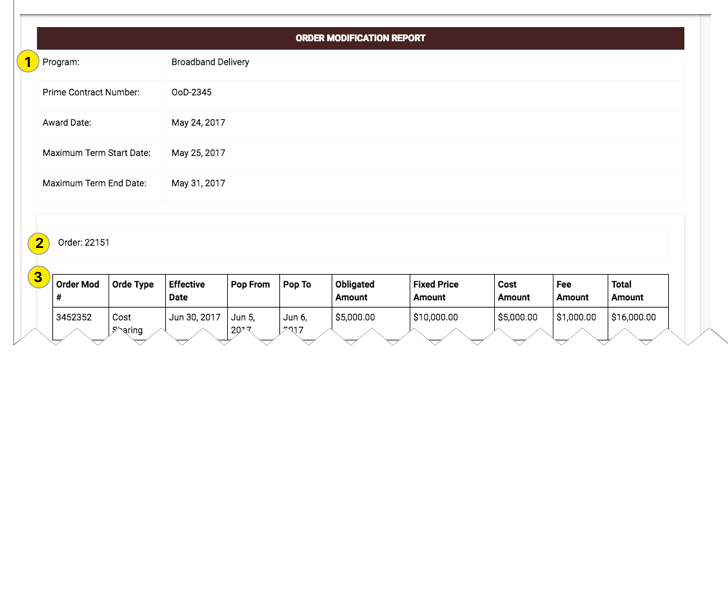 ORDER MODIFICATION REPORT
1 Program: Broadband Delivery
Prime Contract Number: OoD-2345
Award Date: May 24, 2017
Maximum Term Start Date: May 25, 2017
Maximum Term End Date: May 31, 2017
2 Order: 22151
3
Order Mod # Orde Type Effective Date Pop From Pop To Obligated Amount Fixed Price Amount Cost Amount Fee Amount Total Amount
3452352 Cost Sharing Jun 30, 2017 Jun 5, 2017 Jun 6, 2017 $5,000.00 $10,000.00 $5,000.00 $1,000.00 $16,000.00